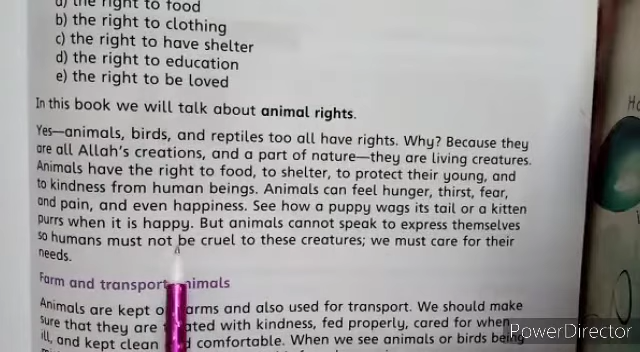 a) the right to food
b) the right to clothing
c) the right to have shelter
d) the right to education
e) the right to be loved
In this book we will talk about animal rights.
Yes—animals, birds, and reptiles too all have rights. Why? Because they
are all Allah's creations, and a part of nature—they are living creatures.
Animals have the right to food, to shelter, to protect their young, and
to kindness from human beings. Animals can feel hunger, thirst, fear,
and pain, and even happiness. See how a puppy wags its tail or a kitten
purrs when it is happy. But animals cannot speak to express themselves
so humans must not be cruel to these creatures; we must care for their
needs.
Farm and transport animals
Animals are kept o arms and also used for transport. We should make
sure that they are ated with kindness, fed properly, cared for when
ill, and kept clean d comfortable. When we see animals or birds being
PowerDirector